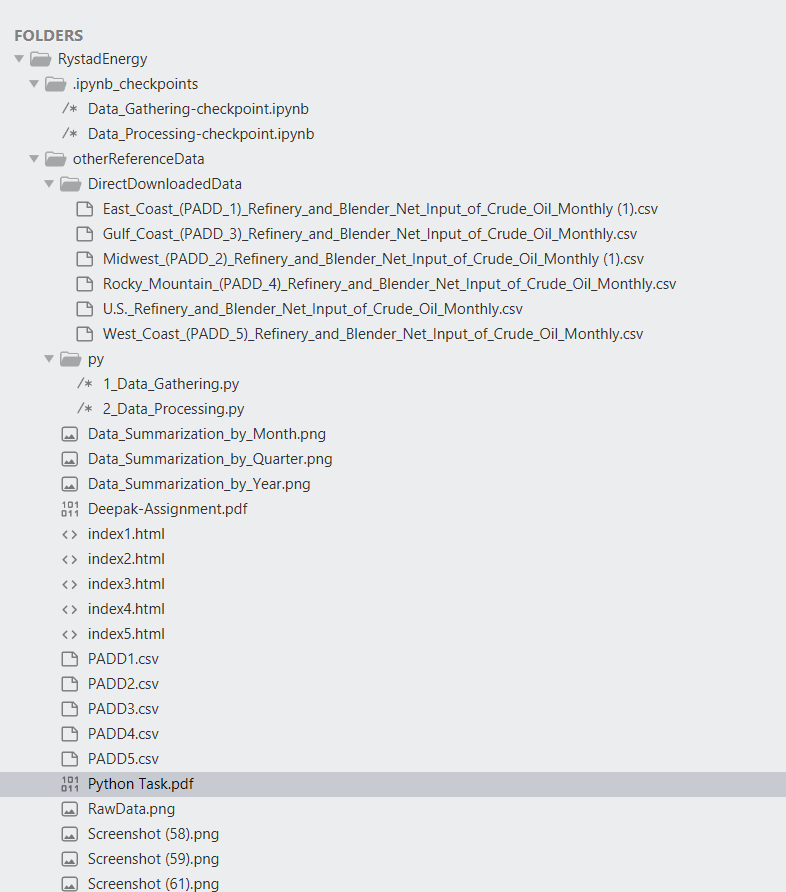 FOLDERS
RystadEnergy
.ipynb_checkpoints
/* Data_Gathering-checkpoint.ipynb
/* Data_Processing-checkpoint.ipynb
otherReferenceData
DirectDownloadedData
East_Coast_(PADD_1)_Refinery_and_Blender_Net_Input_of_Crude_Oil_Monthly (1).csv
Gulf_Coast_(PADD_3)_Refinery_and_Blender_Net_Input_of_Crude_Oil_Monthly.csv
Midwest_(PADD_2)_Refinery_and_Blender_Net_Input_of_Crude_Oil_Monthly (1).csv
Rocky_Mountain_(PADD_4)_Refinery_and_Blender_Net_Input_of_Crude_Oil_Monthly.csv
U.S._Refinery_and_Blender_Net_Input_of_Crude_Oil_Monthly.csv
West_Coast_(PADD_5)_Refinery_and_Blender_Net_Input_of_Crude_Oil_Monthly.csv
py
/* 1_Data_Gathering.py
/* 2_Data_Processing.py
Data_Summarization_by_Month.png
Data_Summarization_by_Quarter.png
Data_Summarization_by_Year.png
Deepak-Assignment.pdf
<> index1.html
<> index2.html
<> index3.html
<> index4.html
<> index5.html
PADD1.csv
PADD2.csv
PADD3.csv
PADD4.csv
PADD5.csv
Python Task.pdf
RawData.png
Screenshot (58).png
Screenshot (59).png
Screenshot (61).png